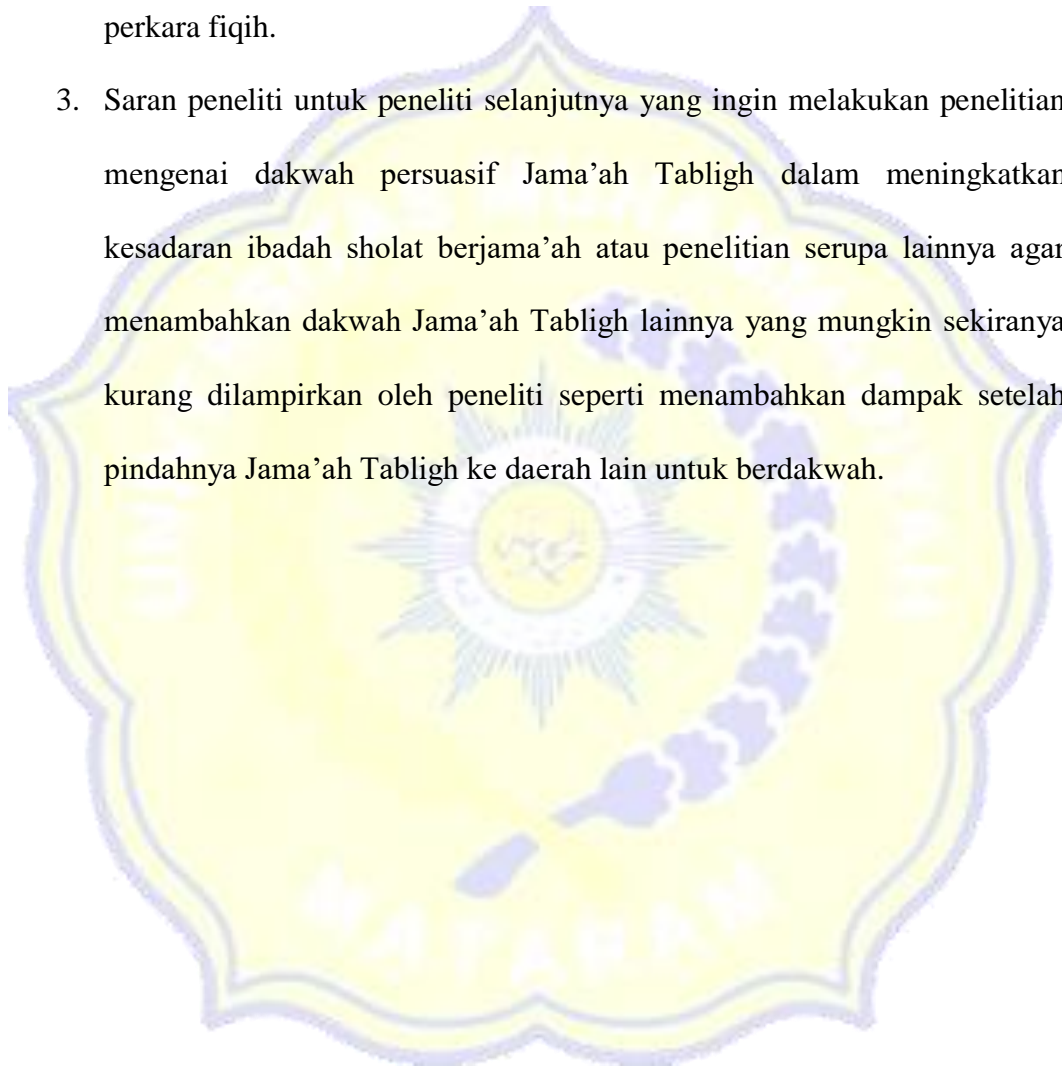 perkara fiqih.
3. Saran peneliti untuk peneliti selanjutnya yang ingin melakukan penelitian
mengenai dakwah persuasif Jama’ah Tabligh dalam meningkatkan
kesadaran ibadah sholat berjama’ah atau penelitian serupa lainnya agar
menambahkan dakwah Jama’ah Tabligh lainnya yang mungkin sekiranya
kurang dilampirkan oleh peneliti seperti menambahkan dampak setelah
pindahnya Jama’ah Tabligh ke daerah lain untuk berdakwah.
MATARAM